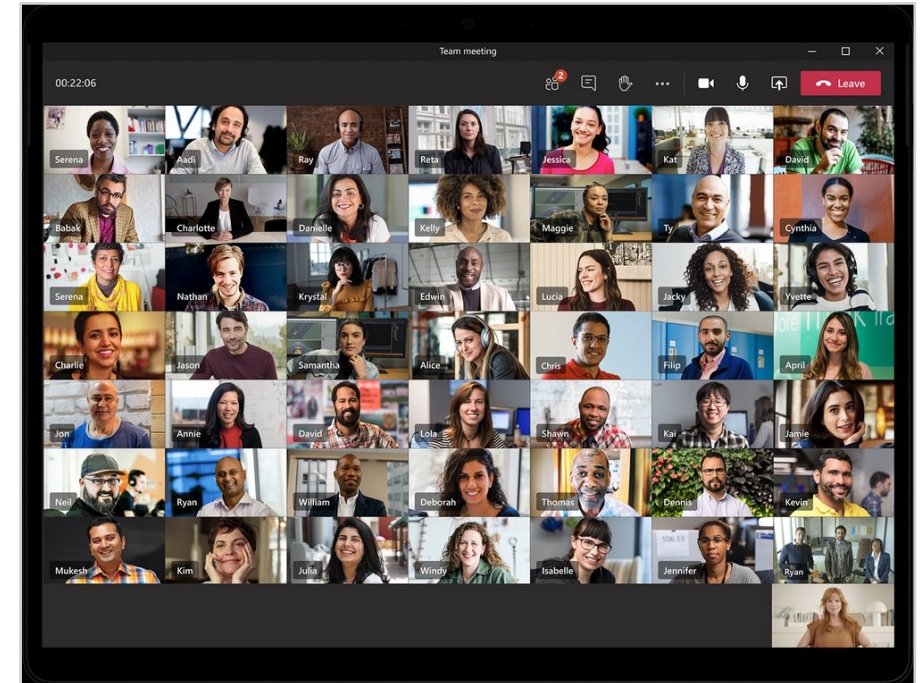 Team meeting
00:22:06
2
Leave
Serena
Aadi
Ray
Reta
Jessica
Kat
David
Babak
Charlotte
Danielle
Kelly
Maggie
Ty
Cynthia
Serena
Nathan
Krystal
Edwin
Lucia
Jacky
Yvette
Charlie
Jason
Samantha
Alice
Chris
Filip
April
Jon
Annie
David
Lola
Shawn
Kai
Jamie
Neil
Ryan
William
Deborah
Thomas
Dennis
Kevin
Mukesh
Kim
Julia
Windy
Isabelle
506.13
Jennifer
Ryan